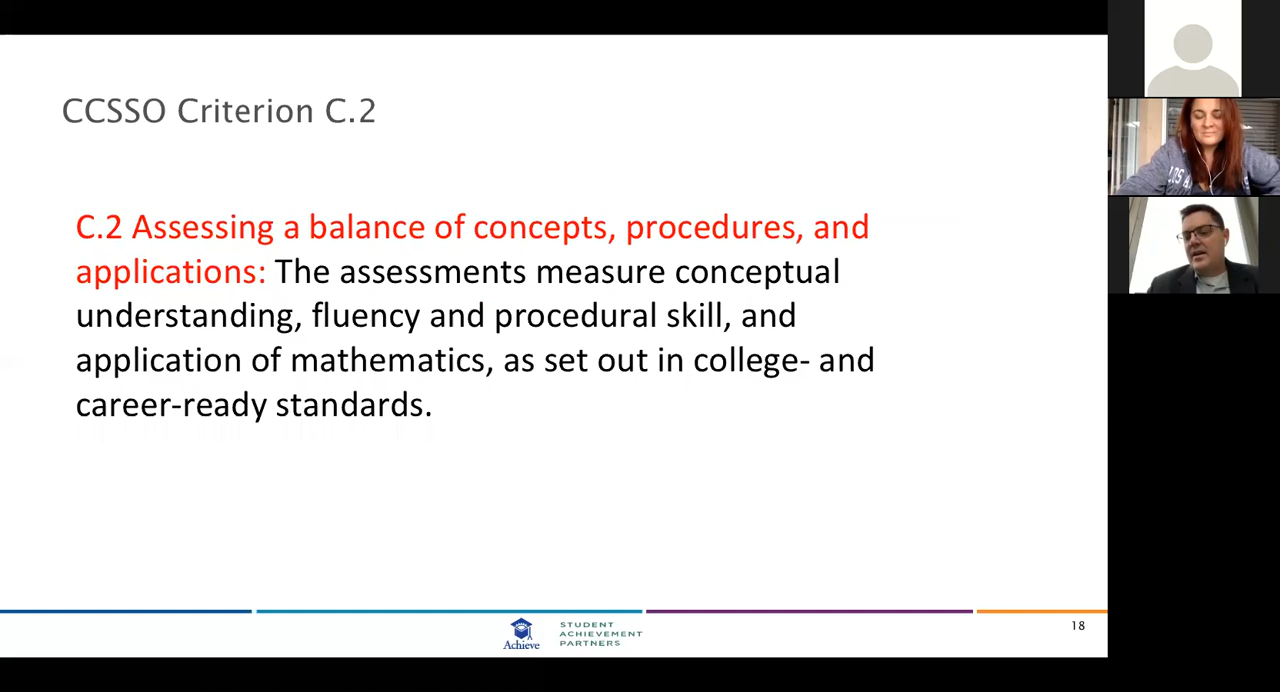 CCSSO Criterion C.2
C.2 Assessing a balance of concepts, procedures, and
applications: The assessments measure conceptual
understanding, fluency and procedural skill, and
application of mathematics, as set out in college- and
career-ready standards.
Achieve
STUDENT
ACHIEVEMENT
PARTNERS
18